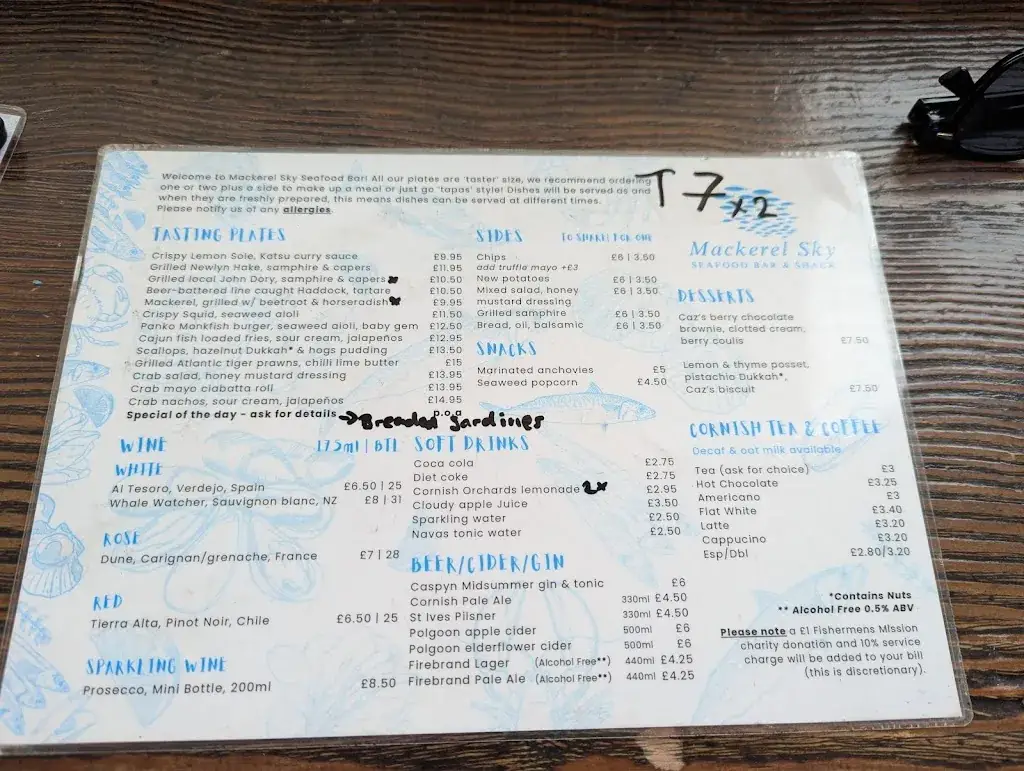 Welcome to Mackerel Sky Seafood Bar! All our plates are 'taster' size, we recommend ordering
one or two plus a side to make up a meal or just go 'tapas' style! Dishes will be served as and
when they are freshly prepared, this means dishes can be served at different times.
Please notify us of any allergies.
T7 x2
Mackerel Sky
SEAFOOD BAR & SHACK
TASTING PLATES
Crispy Lemon Sole, Katsu curry sauce £9.95
Grilled Newlyn Hake, samphire & capers £11.95
Grilled local John Dory, samphire & capers £10.50
Beer-battered line caught Haddock, tartare £10.50
Mackerel, grilled w/ beetroot & horseradish £9.95
Crispy Squid, seaweed aioli £11.50
Panko Monkfish burger, seaweed aioli, baby gem £12.50
Cajun fish loaded fries, sour cream, jalapeños £12.95
Scallops, hazelnut Dukkah* & hogs pudding £13.50
Grilled Atlantic tiger prawns, chilli lime butter £15
Crab salad, honey mustard dressing £13.95
Crab mayo ciabatta roll £13.95
Crab nachos, sour cream, jalapeños £14.95
Special of the day - ask for details p.o.a
→ Breaded Sardines
SIDES TO SHARE| FOR ONE
Chips £6 | 3.60
add truffle mayo +£3
New potatoes £6 | 3.50
Mixed salad, honey £6 | 3.50
mustard dressing
Grilled samphire £6 | 3.50
Bread, oil, balsamic £6 | 3.50
SNACKS
Marinated anchovies £5
Seaweed popcorn £4.50
DESSERTS
Caz's berry chocolate
brownie, clotted cream,
berry coulis £7.50
Lemon & thyme posset,
pistachio Dukkah*,
Caz's biscuit £7.50
WINE 175ml | BTL
WHITE
Al Tesoro, Verdejo, Spain £6.50 | 25
Whale Watcher, Sauvignon blanc, NZ £8 | 31
ROSE
Dune, Carignan/grenache, France £7 | 28
RED
Tierra Alta, Pinot Noir, Chile £6.50 | 25
SPARKLING WINE
Prosecco, Mini Bottle, 200ml £8.50
SOFT DRINKS
Coca cola £2.75
Diet coke £2.75
Cornish Orchards lemonade 2x £2.95
Cloudy apple Juice £3.50
Sparkling water £2.50
Navas tonic water £2.50
BEER/CIDER/GIN
Caspyn Midsummer gin & tonic £6
Cornish Pale Ale 330ml £4.50
St Ives Pilsner 330ml £4.50
Polgoon apple cider 500ml £6
Polgoon elderflower cider 500ml £6
Firebrand Lager (Alcohol Free**) 440ml £4.25
Firebrand Pale Ale (Alcohol Free**) 440ml £4.25
CORNISH TEA & COFFEE
Decaf & oat milk available
Tea (ask for choice) £3
Hot Chocolate £3.25
Americano £3
Flat White £3.40
Latte £3.20
Cappucino £3.20
Esp/Dbl £2.80/3.20
*Contains Nuts
** Alcohol Free 0.5% ABV
Please note a £1 Fishermens Mission
charity donation and 10% service
charge will be added to your bill
(this is discretionary).